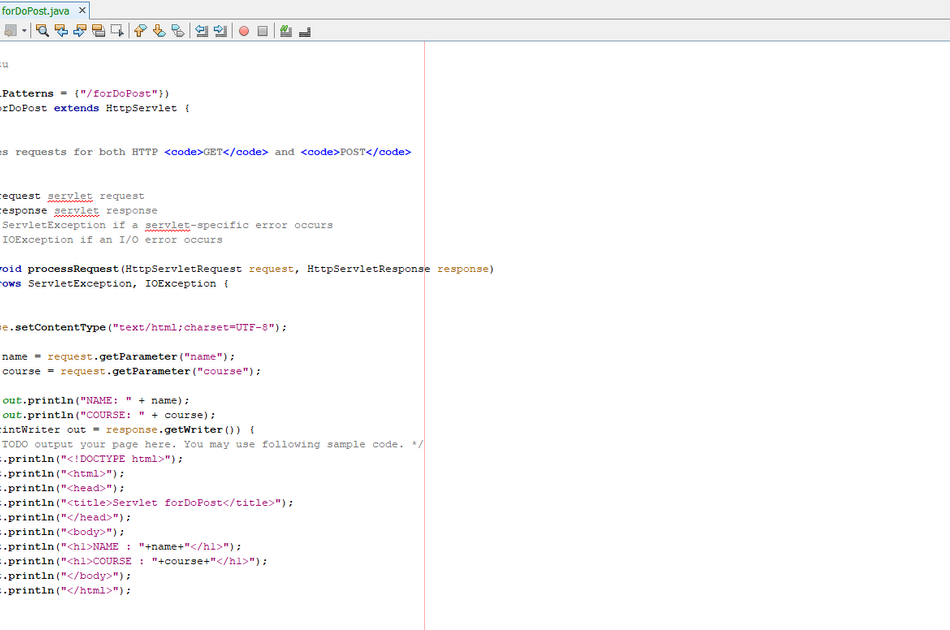 forDoPost.java
Patterns = {"/forDoPost"})
orDoPost extends HttpServlet {
es requests for both HTTP <code>GET</code> and <code>POST</code>
request servlet request
response servlet response
ServletException if a servlet-specific error occurs
IOException if an I/O error occurs
void processRequest(HttpServletRequest request, HttpServletResponse response)
rows ServletException, IOException {
se.setContentType("text/html;charset=UTF-8");
name = request.getParameter("name");
course = request.getParameter("course");
out.println("NAME: " + name);
out.println("COURSE: " + course);
rintWriter out = response.getWriter()) {
TODO output your page here. You may use following sample code. */
t.println("<!DOCTYPE html>");
t.println("<html>");
t.println("<head>");
t.println("<title>Servlet forDoPost</title>");
t.println("</head>");
t.println("<body>");
t.println("<h1>NAME : "+name+"</h1>");
t.println("<h1>COURSE : "+course+"</h1>");
t.println("</body>");
t.println("</html>");